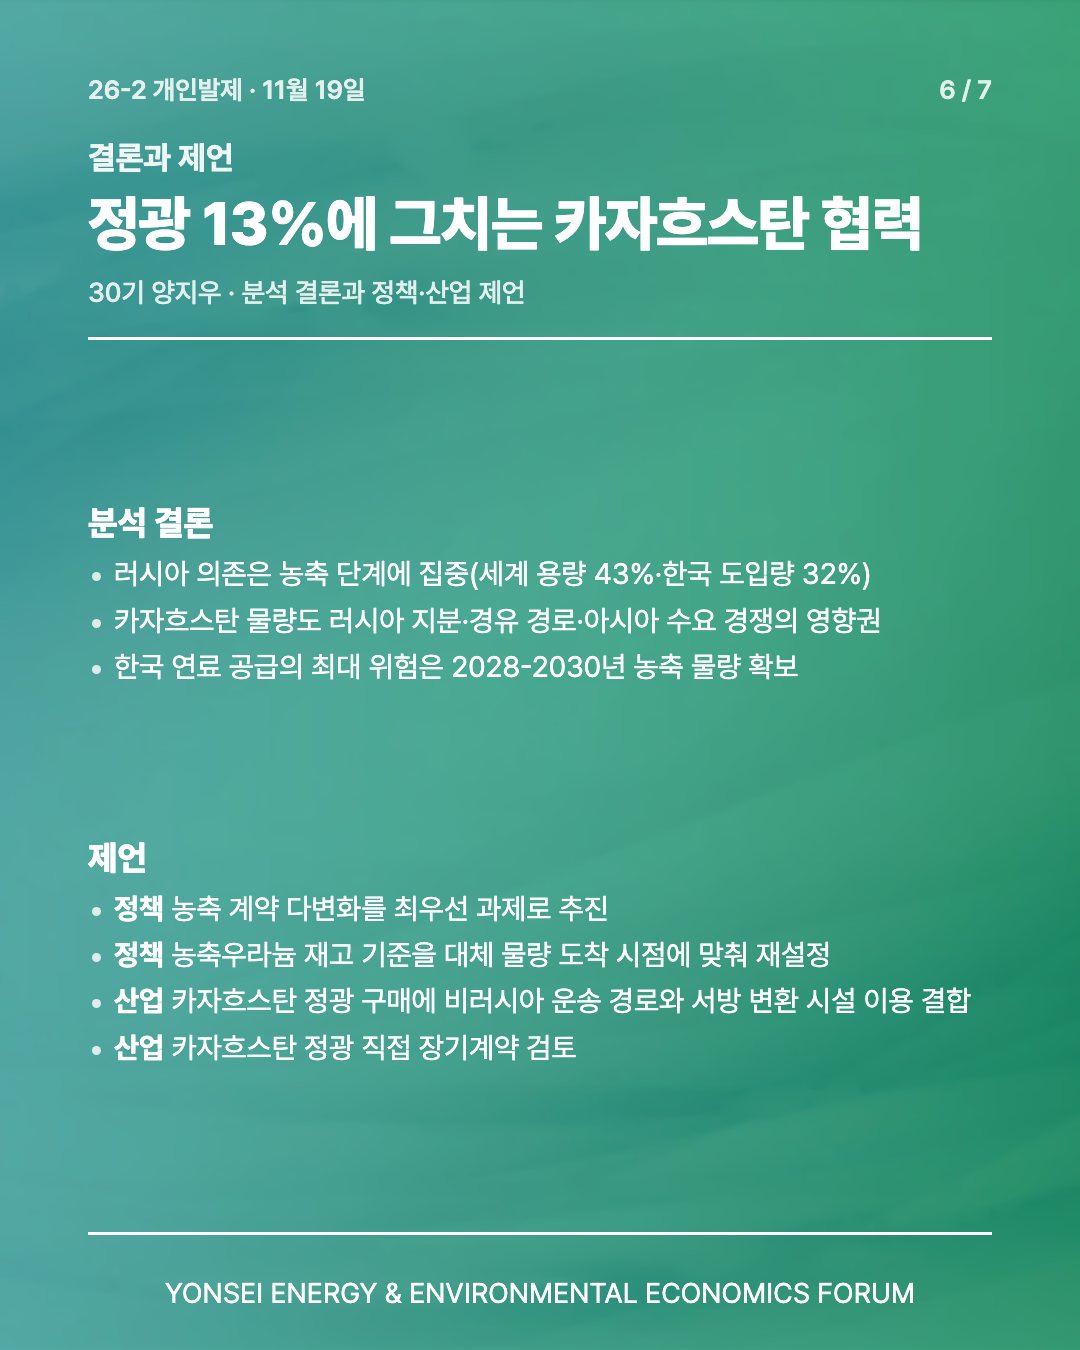 26-2 개인발제 · 11월 19일
6 / 7
결론과 제언
정광 13%에 그치는 카자흐스탄 협력
30기 양지우 · 분석 결론과 정책·산업 제언
분석 결론
• 러시아 의존은 농축 단계에 집중(세계 용량 43%·한국 도입량 32%)
• 카자흐스탄 물량도 러시아 지분·경유 경로·아시아 수요 경쟁의 영향권
• 한국 연료 공급의 최대 위험은 2028-2030년 농축 물량 확보
제언
• 정책 농축 계약 다변화를 최우선 과제로 추진
• 정책 농축우라늄 재고 기준을 대체 물량 도착 시점에 맞춰 재설정
• 산업 카자흐스탄 정광 구매에 비러시아 운송 경로와 서방 변환 시설 이용 결합
• 산업 카자흐스탄 정광 직접 장기계약 검토
YONSEI ENERGY & ENVIRONMENTAL ECONOMICS FORUM